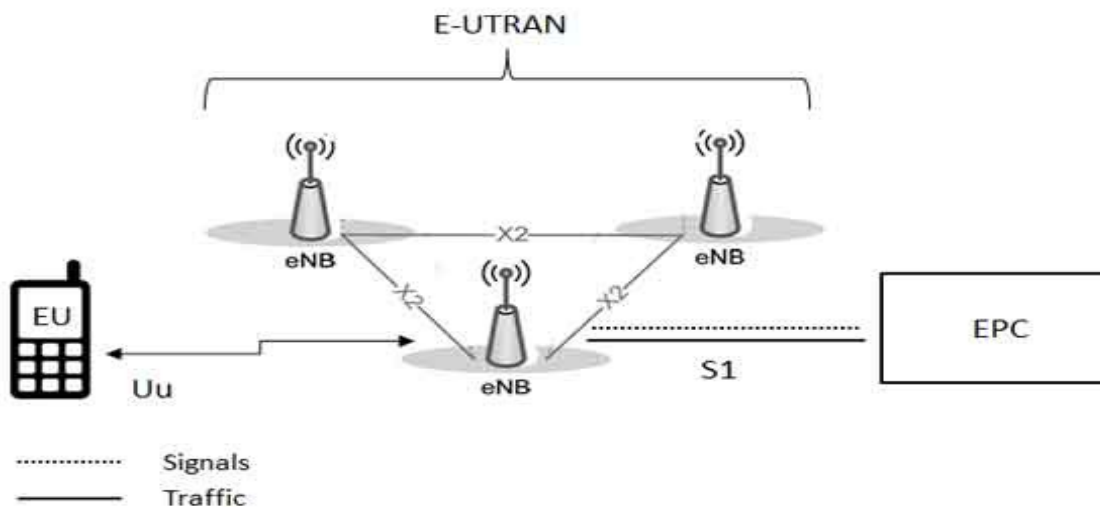 E-UTRAN
eNB
X2
eNB
X2
X2
EU
Uu
eNB
S1
EPC
Signals
Traffic